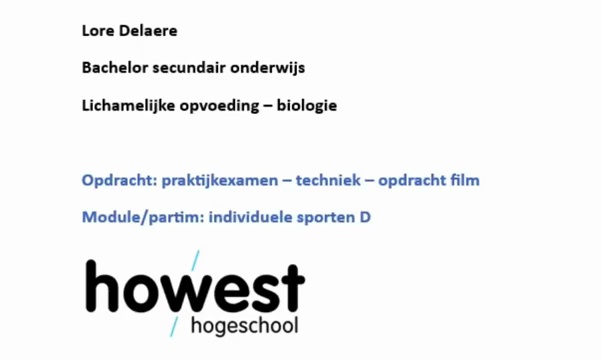 Lore Delaere
Bachelor secundair onderwijs
Lichamelijke opvoeding – biologie
Opdracht: praktijkexamen – techniek – opdracht film
Module/partim: individuele sporten D
howest
hogeschool